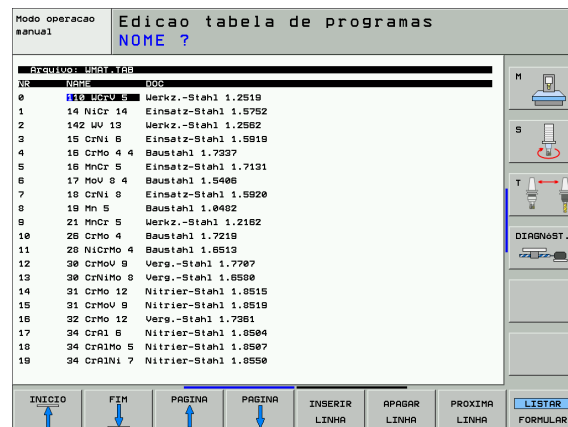 Modo operacao
manual
Edicao tabela de programas
NOME ?
Arquivo: WMAT.TAB
NR NAME DOC
0 110 WCrV 5 Werkz.-Stahl 1.2519
1 14 NiCr 14 Einsatz-Stahl 1.5752
2 142 WV 13 Werkz.-Stahl 1.2562
3 15 CrNi 6 Einsatz-Stahl 1.5919
4 16 CrMo 4 4 Baustahl 1.7337
5 16 MnCr 5 Einsatz-Stahl 1.7131
6 17 MoV 8 4 Baustahl 1.5406
7 18 CrNi 8 Einsatz-Stahl 1.5920
8 19 Mn 5 Baustahl 1.0482
9 21 MnCr 5 Werkz.-Stahl 1.2162
10 26 CrMo 4 Baustahl 1.7219
11 28 NiCrMo 4 Baustahl 1.6513
12 30 CrMoV 9 Verg.-Stahl 1.7707
13 30 CrNiMo 8 Verg.-Stahl 1.6580
14 31 CrMo 12 Nitrier-Stahl 1.8515
15 31 CrMoV 9 Nitrier-Stahl 1.8519
16 32 CrMo 12 Verg.-Stahl 1.7361
17 34 CrAl 6 Nitrier-Stahl 1.8504
18 34 CrAlMo 5 Nitrier-Stahl 1.8507
19 34 CrAlNi 7 Nitrier-Stahl 1.8550
M
S
T
DIAGNóST.
INICIO
FIM
PAGINA
PAGINA
INSERIR
LINHA
APAGAR
LINHA
PROXIMA
LINHA
LISTAR
FORMULAR